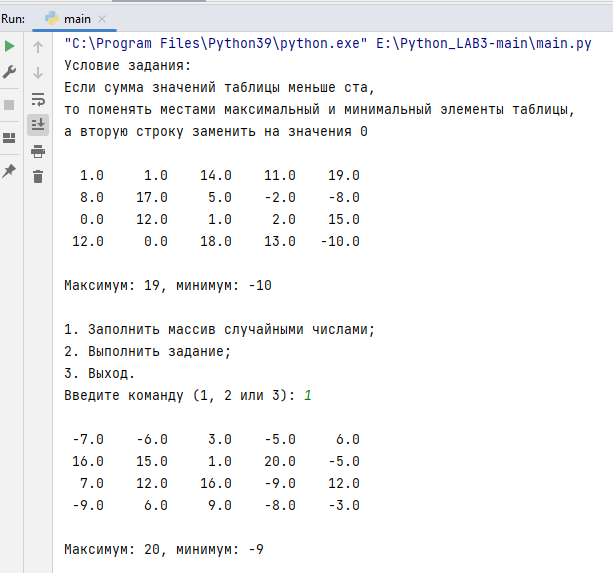 Run: main
"C:\Program Files\Python39\python.exe" E:\Python_LAB3-main\main.py
Условие задания:
Если сумма значений таблицы меньше ста,
то поменять местами максимальный и минимальный элементы таблицы,
а вторую строку заменить на значения 0
1.0 1.0 14.0 11.0 19.0
8.0 17.0 5.0 -2.0 -8.0
0.0 12.0 1.0 2.0 15.0
12.0 0.0 18.0 13.0 -10.0
Максимум: 19, минимум: -10
1. Заполнить массив случайными числами;
2. Выполнить задание;
3. Выход.
Введите команду (1, 2 или 3): 1
-7.0 -6.0 3.0 -5.0 6.0
16.0 15.0 1.0 20.0 -5.0
7.0 12.0 16.0 -9.0 12.0
-9.0 6.0 9.0 -8.0 -3.0
Максимум: 20, минимум: -9